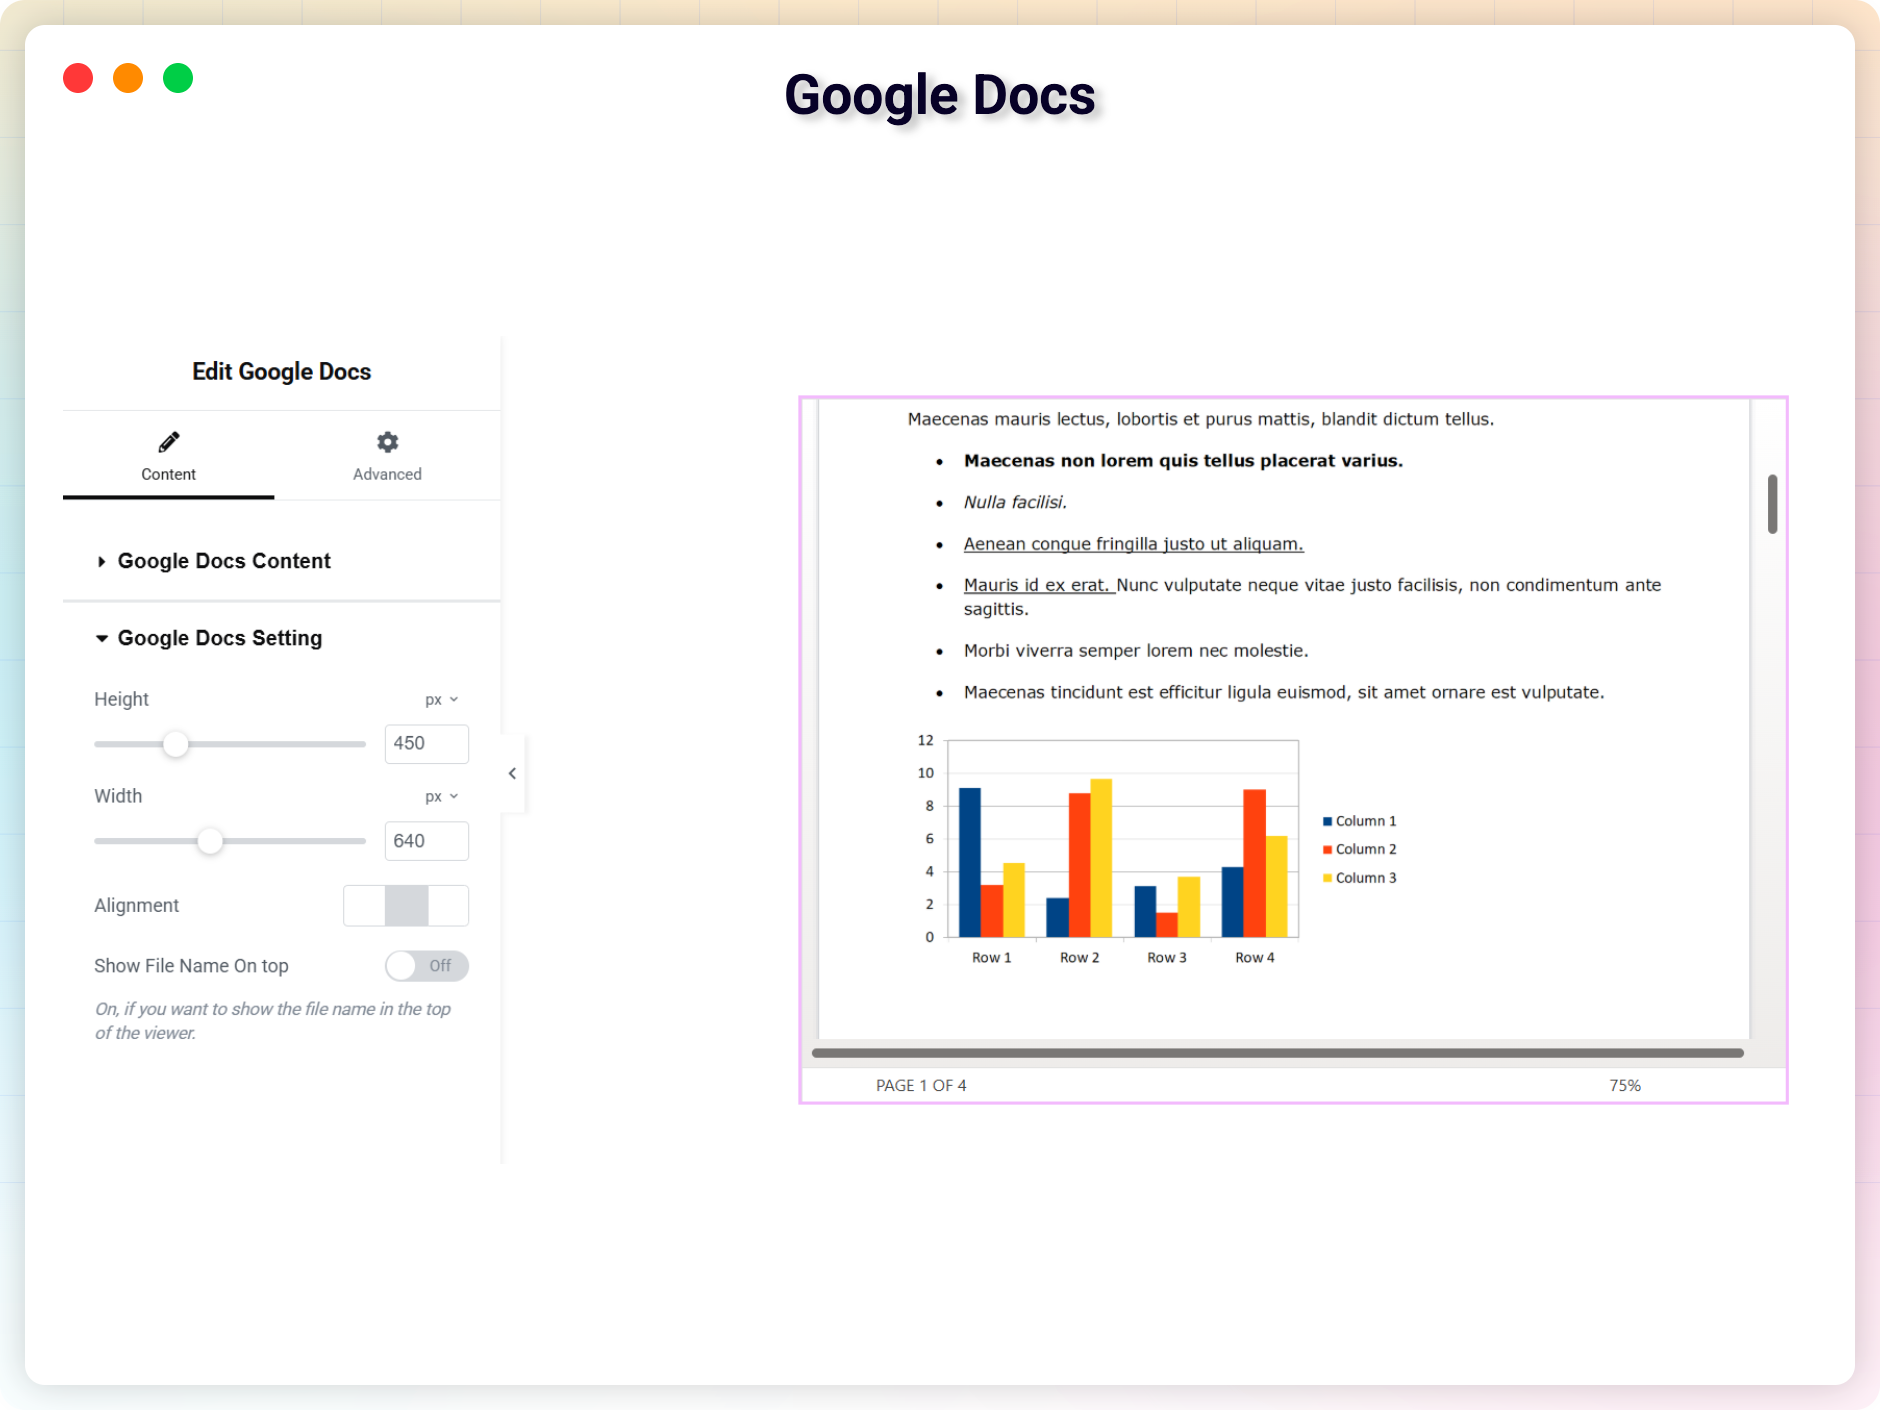 Google Docs
Edit Google Docs
Content
Advanced
Google Docs Content
Google Docs Setting
Height
px
450
Width
px
640
Alignment
Show File Name On top
Off
On, if you want to show the file name in the top
of the viewer.
Maecenas mauris lectus, lobortis et purus mattis, blandit dictum tellus.
• Maecenas non lorem quis tellus placerat varius.
• Nulla facilisi.
• Aenean congue fringilla justo ut aliquam.
• Mauris id ex erat. Nunc vulputate neque vitae justo facilisis, non condimentum ante
sagittis.
• Morbi viverra semper lorem nec molestie.
• Maecenas tincidunt est efficitur ligula euismod, sit amet ornare est vulputate.
12
10
8
6
4
2
0
Row 1
Row 2
Row 3
Row 4
Column 1
Column 2
Column 3
PAGE 1 OF 4
75%